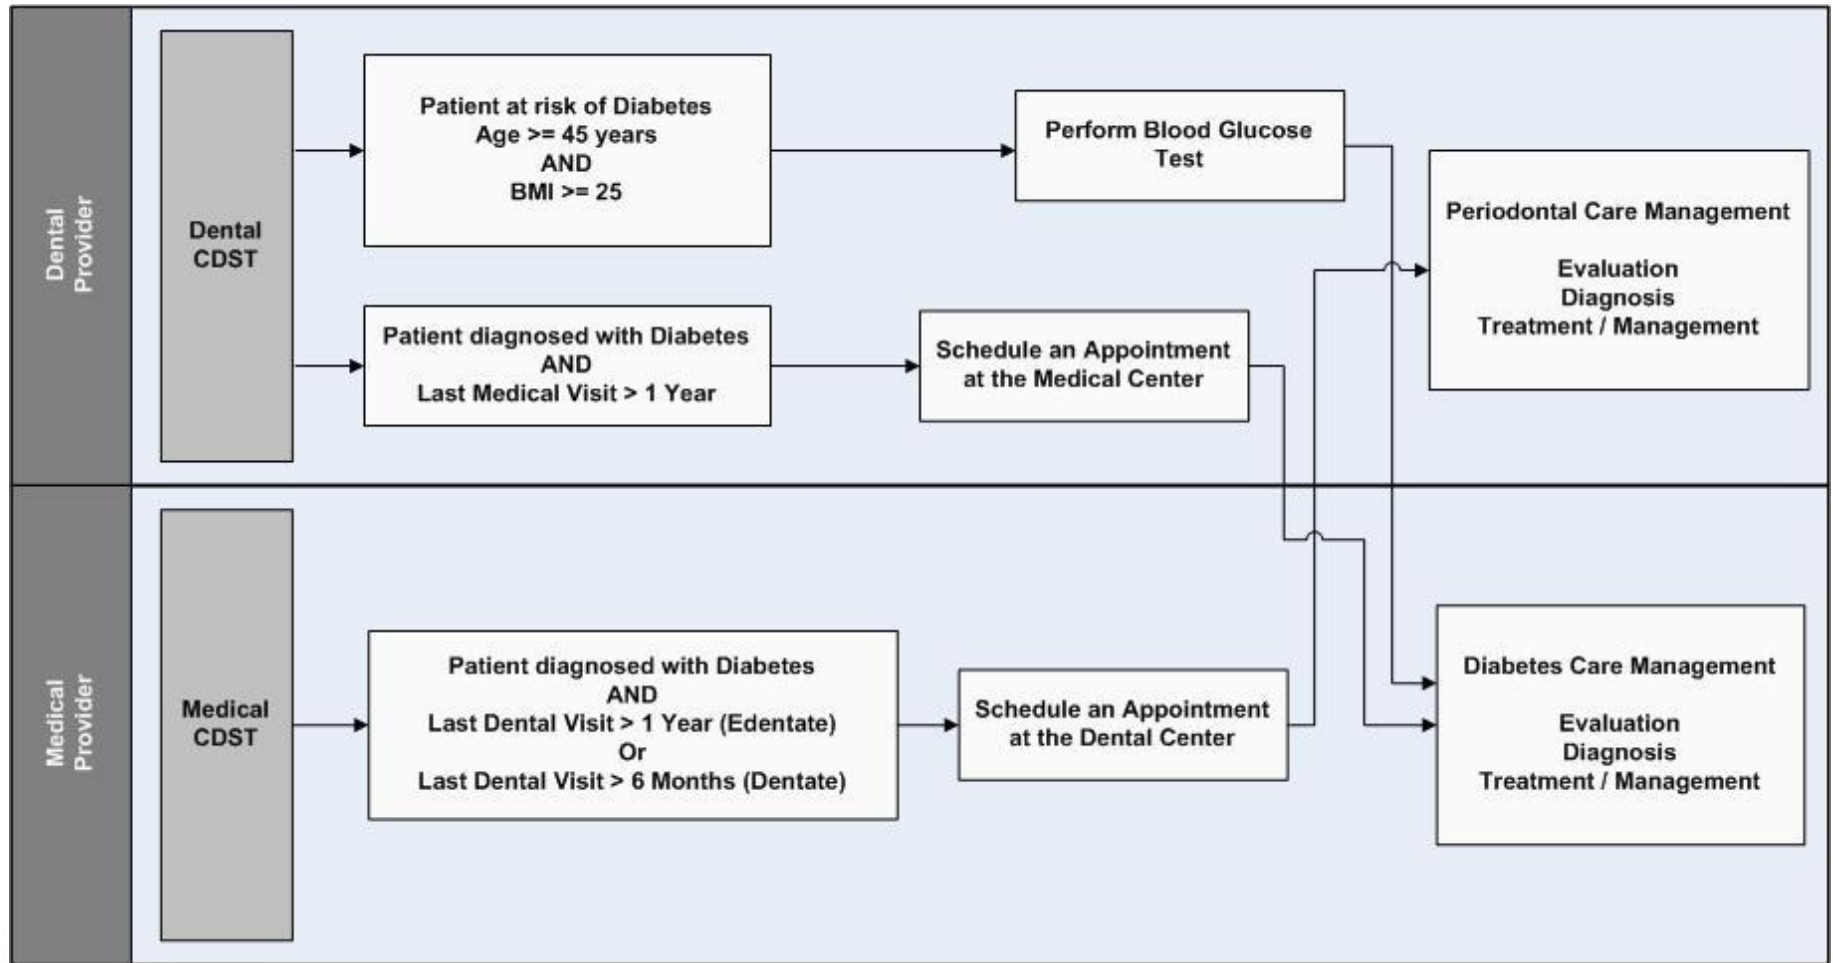 Dental
Provider
Dental
CDST
Patient at risk of Diabetes
Age >= 45 years
AND
BMI >= 25
Perform Blood Glucose
Test
Patient diagnosed with Diabetes
AND
Last Medical Visit > 1 Year
Schedule an Appointment
at the Medical Center
Periodontal Care Management
Evaluation
Diagnosis
Treatment / Management
Medical
Provider
Medical
CDST
Patient diagnosed with Diabetes
AND
Last Dental Visit > 1 Year (Edentate)
Or
Last Dental Visit > 6 Months (Dentate)
Schedule an Appointment
at the Dental Center
Diabetes Care Management
Evaluation
Diagnosis
Treatment / Management